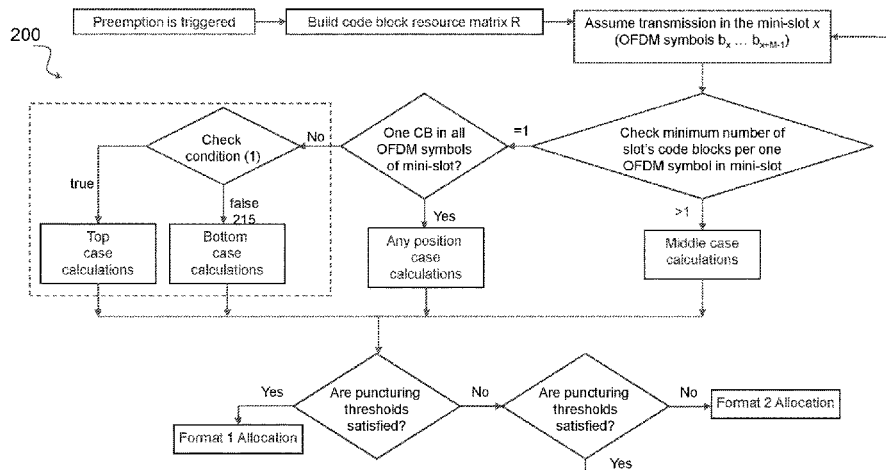 Preemption is triggered
Build code block resource matrix R
Assume transmission in the mini-slot x
(OFDM symbols bx ... bx+M-1)
200
Check
condition (1)
No
One CB in all
OFDM symbols
of mini-slot?
=1
Check minimum number of
slot's code blocks per one
OFDM symbol in mini-slot
true
false
215
Yes
>1
Top
case
calculations
Bottom
case
calculations
Any position
case
calculations
Middle case
calculations
Yes
Are puncturing
thresholds
satisfied?
No
Are puncturing
thresholds
satisfied?
No
Format 2 Allocation
Format 1 Allocation
Yes